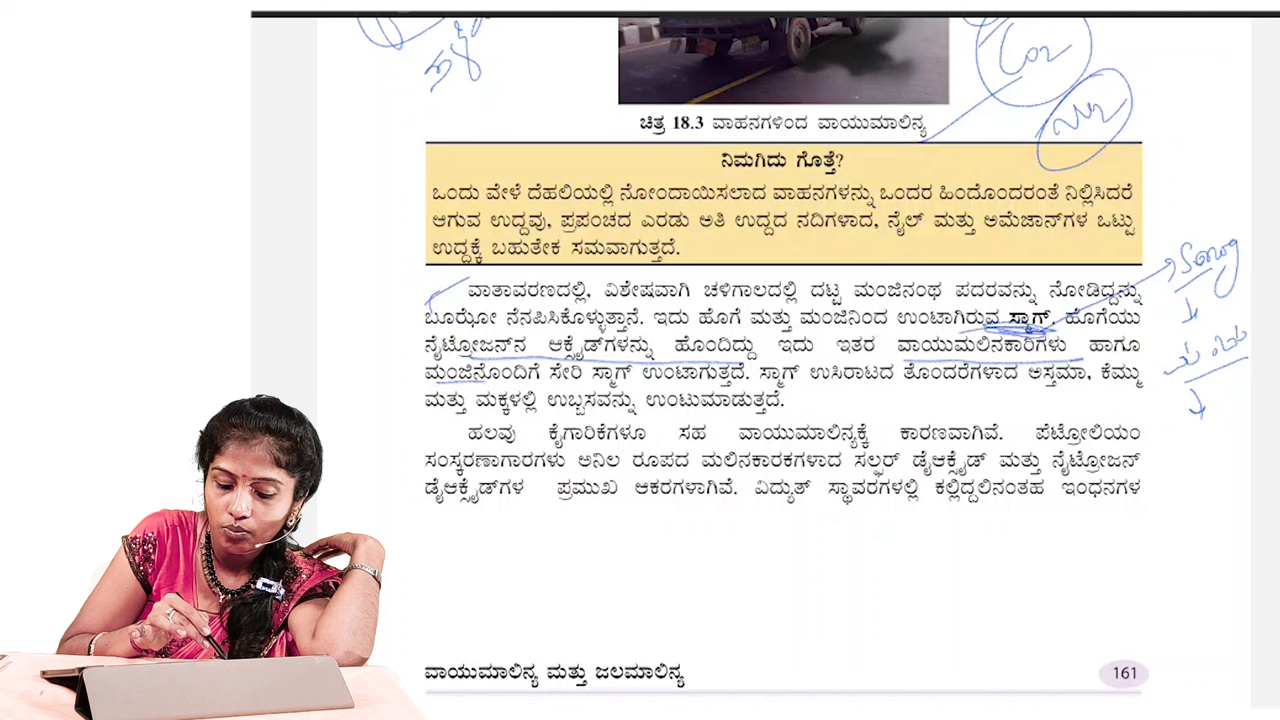 CO2
NO2
ಚಿತ್ರ 18.3 ವಾಹನಗಳಿಂದ ವಾಯುಮಾಲಿನ್ಯ
ನಿಮಗಿದು ಗೊತ್ತೆ?
ಒಂದು ವೇಳೆ ದೆಹಲಿಯಲ್ಲಿ ನೋಂದಾಯಿಸಲಾದ ವಾಹನಗಳನ್ನು ಒಂದರ ಹಿಂದೊಂದರಂತೆ ನಿಲ್ಲಿಸಿದರೆ
ಆಗುವ ಉದ್ದವು, ಪ್ರಪಂಚದ ಎರಡು ಅತಿ ಉದ್ದದ ನದಿಗಳಾದ, ನೈಲ್ ಮತ್ತು ಅಮೆಜಾನ್‌ಗಳ ಒಟ್ಟು
ಉದ್ದಕ್ಕೆ ಬಹುತೇಕ ಸಮವಾಗುತ್ತದೆ.
Smog
ವಾತಾವರಣದಲ್ಲಿ, ವಿಶೇಷವಾಗಿ ಚಳಿಗಾಲದಲ್ಲಿ ದಟ್ಟ ಮಂಜಿನಂಥ ಪದರವನ್ನು ನೋಡಿದ್ದನ್ನು
ಬೂಝೋ ನೆನಪಿಸಿಕೊಳ್ಳುತ್ತಾನೆ. ಇದು ಹೊಗೆ ಮತ್ತು ಮಂಜಿನಿಂದ ಉಂಟಾಗಿರುವ ಸ್ಮಾಗ್. ಹೊಗೆಯು
ನೈಟ್ರೋಜನ್‌ನ ಆಕ್ಸೈಡ್‌ಗಳನ್ನು ಹೊಂದಿದ್ದು ಇದು ಇತರ ವಾಯುಮಲಿನಕಾರಿಗಳು ಹಾಗೂ
ಮಂಜಿನೊಂದಿಗೆ ಸೇರಿ ಸ್ಮಾಗ್ ಉಂಟಾಗುತ್ತದೆ. ಸ್ಮಾಗ್ ಉಸಿರಾಟದ ತೊಂದರೆಗಳಾದ ಅಸ್ತಮಾ, ಕೆಮ್ಮು
ಮತ್ತು ಮಕ್ಕಳಲ್ಲಿ ಉಬ್ಬಸವನ್ನು ಉಂಟುಮಾಡುತ್ತದೆ.
ಹಲವು ಕೈಗಾರಿಕೆಗಳೂ ಸಹ ವಾಯುಮಾಲಿನ್ಯಕ್ಕೆ ಕಾರಣವಾಗಿವೆ. ಪೆಟ್ರೋಲಿಯಂ
ಸಂಸ್ಕರಣಾಗಾರಗಳು ಅನಿಲ ರೂಪದ ಮಲಿನಕಾರಕಗಳಾದ ಸಲ್ಫರ್ ಡೈಆಕ್ಸೈಡ್ ಮತ್ತು ನೈಟ್ರೋಜನ್
ಡೈಆಕ್ಸೈಡ್‌ಗಳ ಪ್ರಮುಖ ಆಕರಗಳಾಗಿವೆ. ವಿದ್ಯುತ್ ಸ್ಥಾವರಗಳಲ್ಲಿ ಕಲ್ಲಿದ್ದಲಿನಂತಹ ಇಂಧನಗಳ
ವಾಯುಮಾಲಿನ್ಯ ಮತ್ತು ಜಲಮಾಲಿನ್ಯ
161